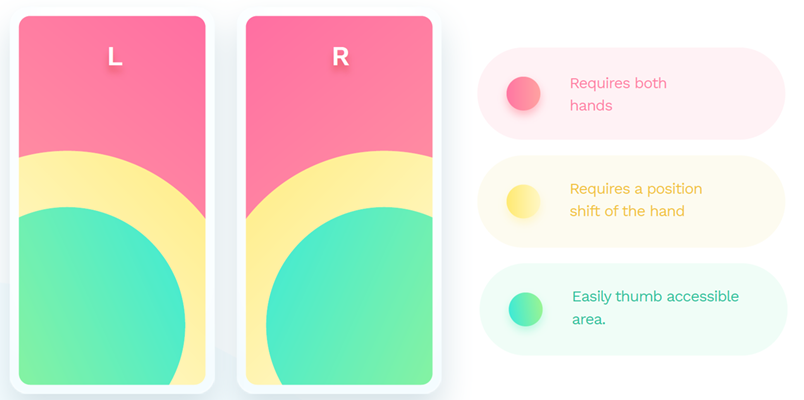 L
R
Requires both
hands
Requires a position
shift of the hand
Easily thumb accessible
area.